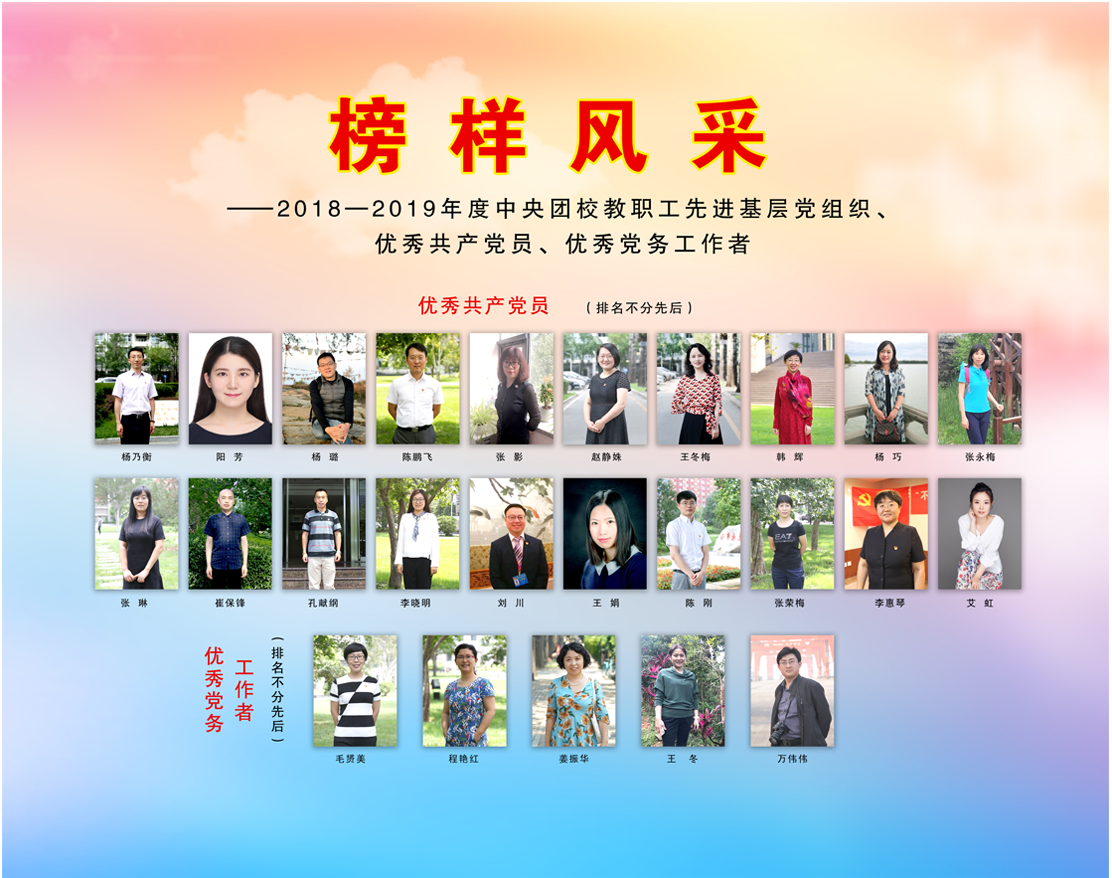 榜样风采
——2018—2019年度中央团校教职工先进基层党组织、
优秀共产党员、优秀党务工作者
优秀共产党员 (排名不分先后)
杨乃衡 阳 芳 杨 璐 陈鹏飞 张 影 赵静姝 王冬梅 韩 辉 杨 巧 张永梅
EA7
张 琳 崔保锋 孔献纲 李晓明 刘 川 王 娟 陈 刚 张荣梅 李惠琴 艾 虹
优秀党务
工作者
(排名不分先后)
毛赟美 程艳红 姜振华 王 冬 万伟伟